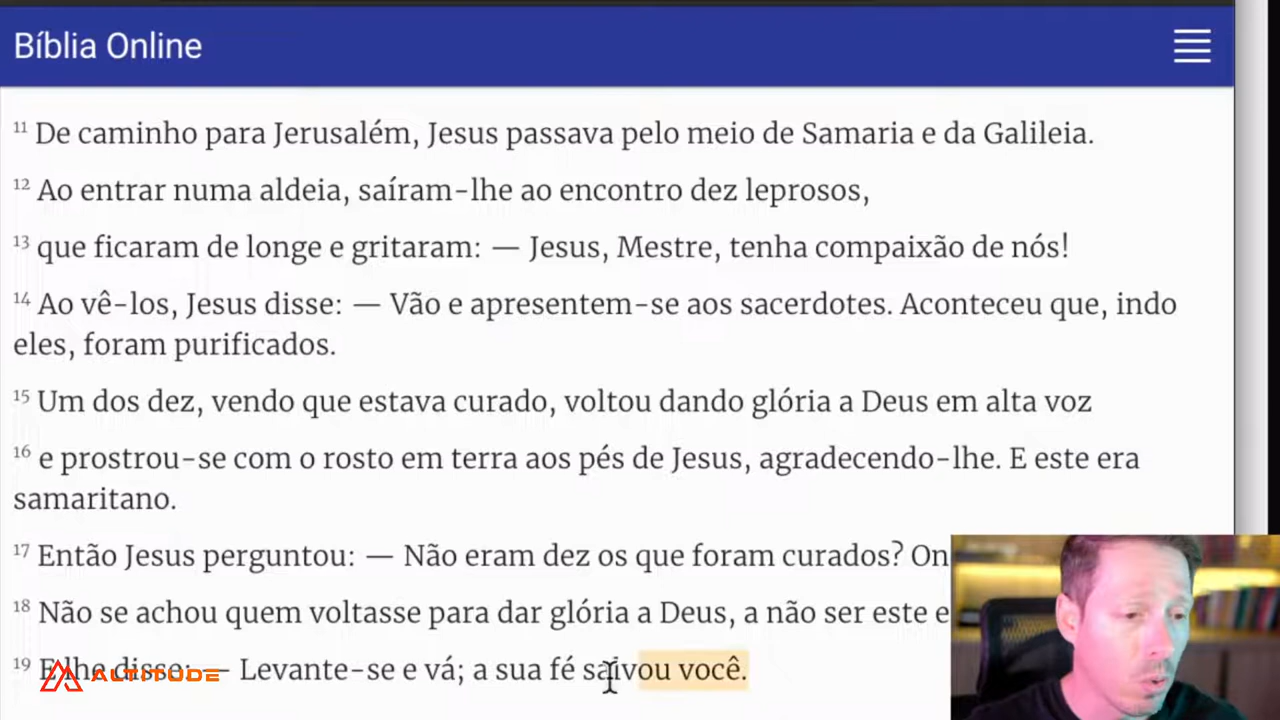 Bíblia Online
11 De caminho para Jerusalém, Jesus passava pelo meio de Samaria e da Galileia.
12 Ao entrar numa aldeia, saíram-lhe ao encontro dez leprosos,
13 que ficaram de longe e gritaram: — Jesus, Mestre, tenha compaixão de nós!
14 Ao vê-los, Jesus disse: — Vão e apresentem-se aos sacerdotes. Aconteceu que, indo
eles, foram purificados.
15 Um dos dez, vendo que estava curado, voltou dando glória a Deus em alta voz
16 e prostrou-se com o rosto em terra aos pés de Jesus, agradecendo-lhe. E este era
samaritano.
17 Então Jesus perguntou: — Não eram dez os que foram curados? On
18 Não se achou quem voltasse para dar glória a Deus, a não ser este e
19 E lhe disse: — Levante-se e vá; a sua fé salvou você.
ALTITUDE